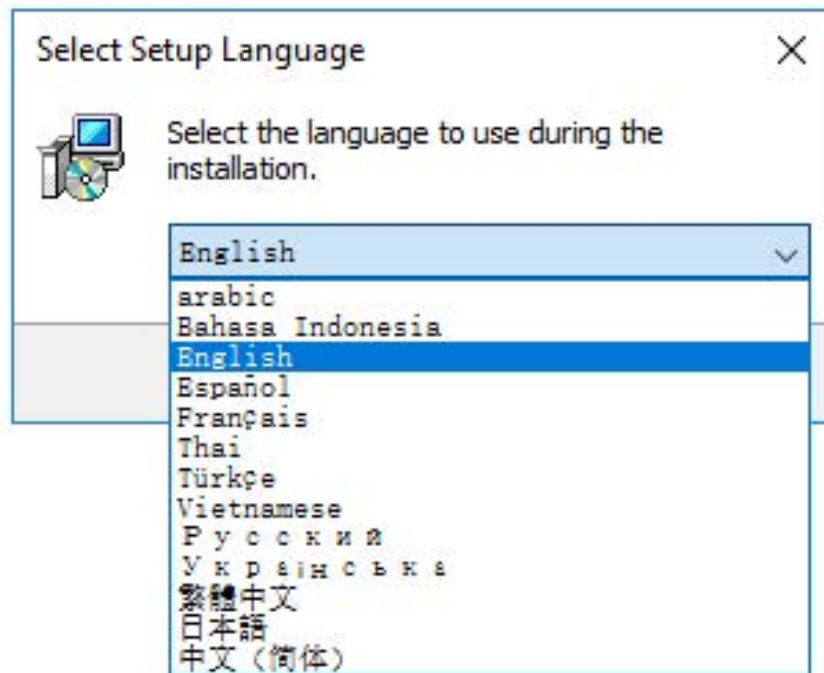 Select Setup Language
Select the language to use during the
installation.
English
arabic
Bahasa Indonesia
English
Español
Français
Thai
Türkçe
Vietnamese
Русский
Українська
繁體中文
日本語
中文（简体）